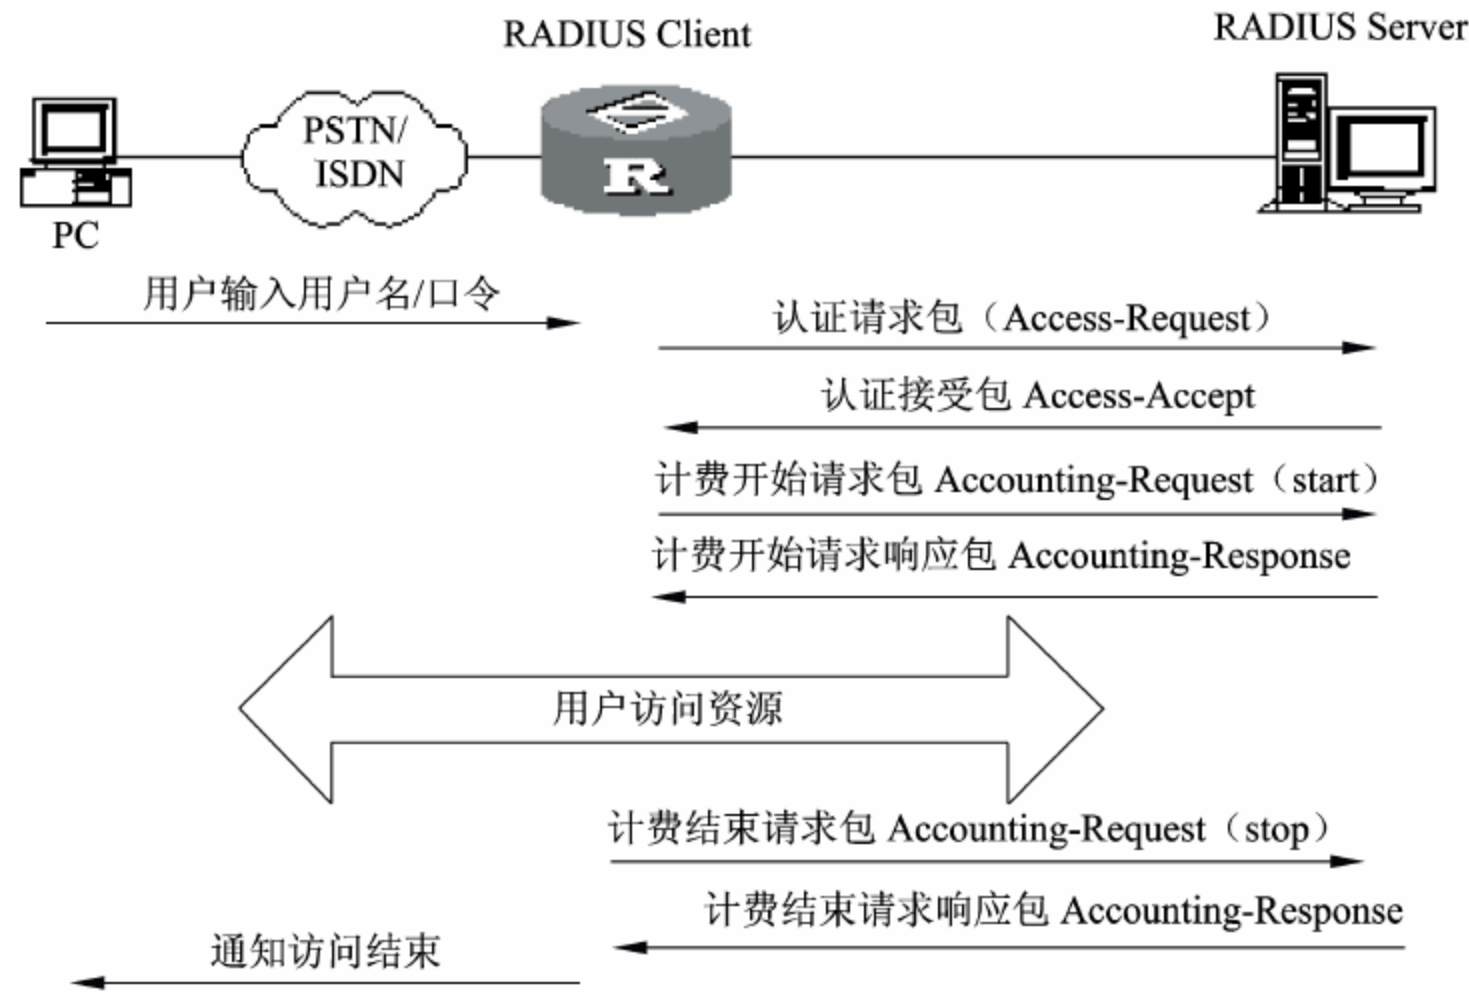 RADIUS Client
RADIUS Server
PSTN/
ISDN
R
PC
用户输入用户名/口令
认证请求包（Access-Request）
认证接受包 Access-Accept
计费开始请求包 Accounting-Request（start）
计费开始请求响应包 Accounting-Response
用户访问资源
计费结束请求包 Accounting-Request（stop）
计费结束请求响应包 Accounting-Response
通知访问结束